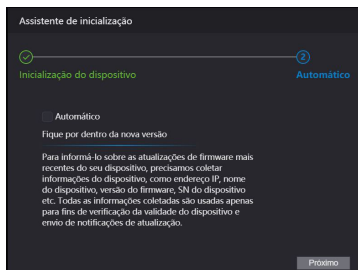 Assistente de inicialização
2
Inicialização do dispositivo
Automático
Automático
Fique por dentro da nova versão
Para informá-lo sobre as atualizações de firmware mais
recentes do seu dispositivo, precisamos coletar
informações do dispositivo, como endereço IP, nome
do dispositivo, versão do firmware, SN do dispositivo
etc. Todas as informações coletadas são usadas apenas
para fins de verificação da validade do dispositivo e
envio de notificações de atualização.
Próximo